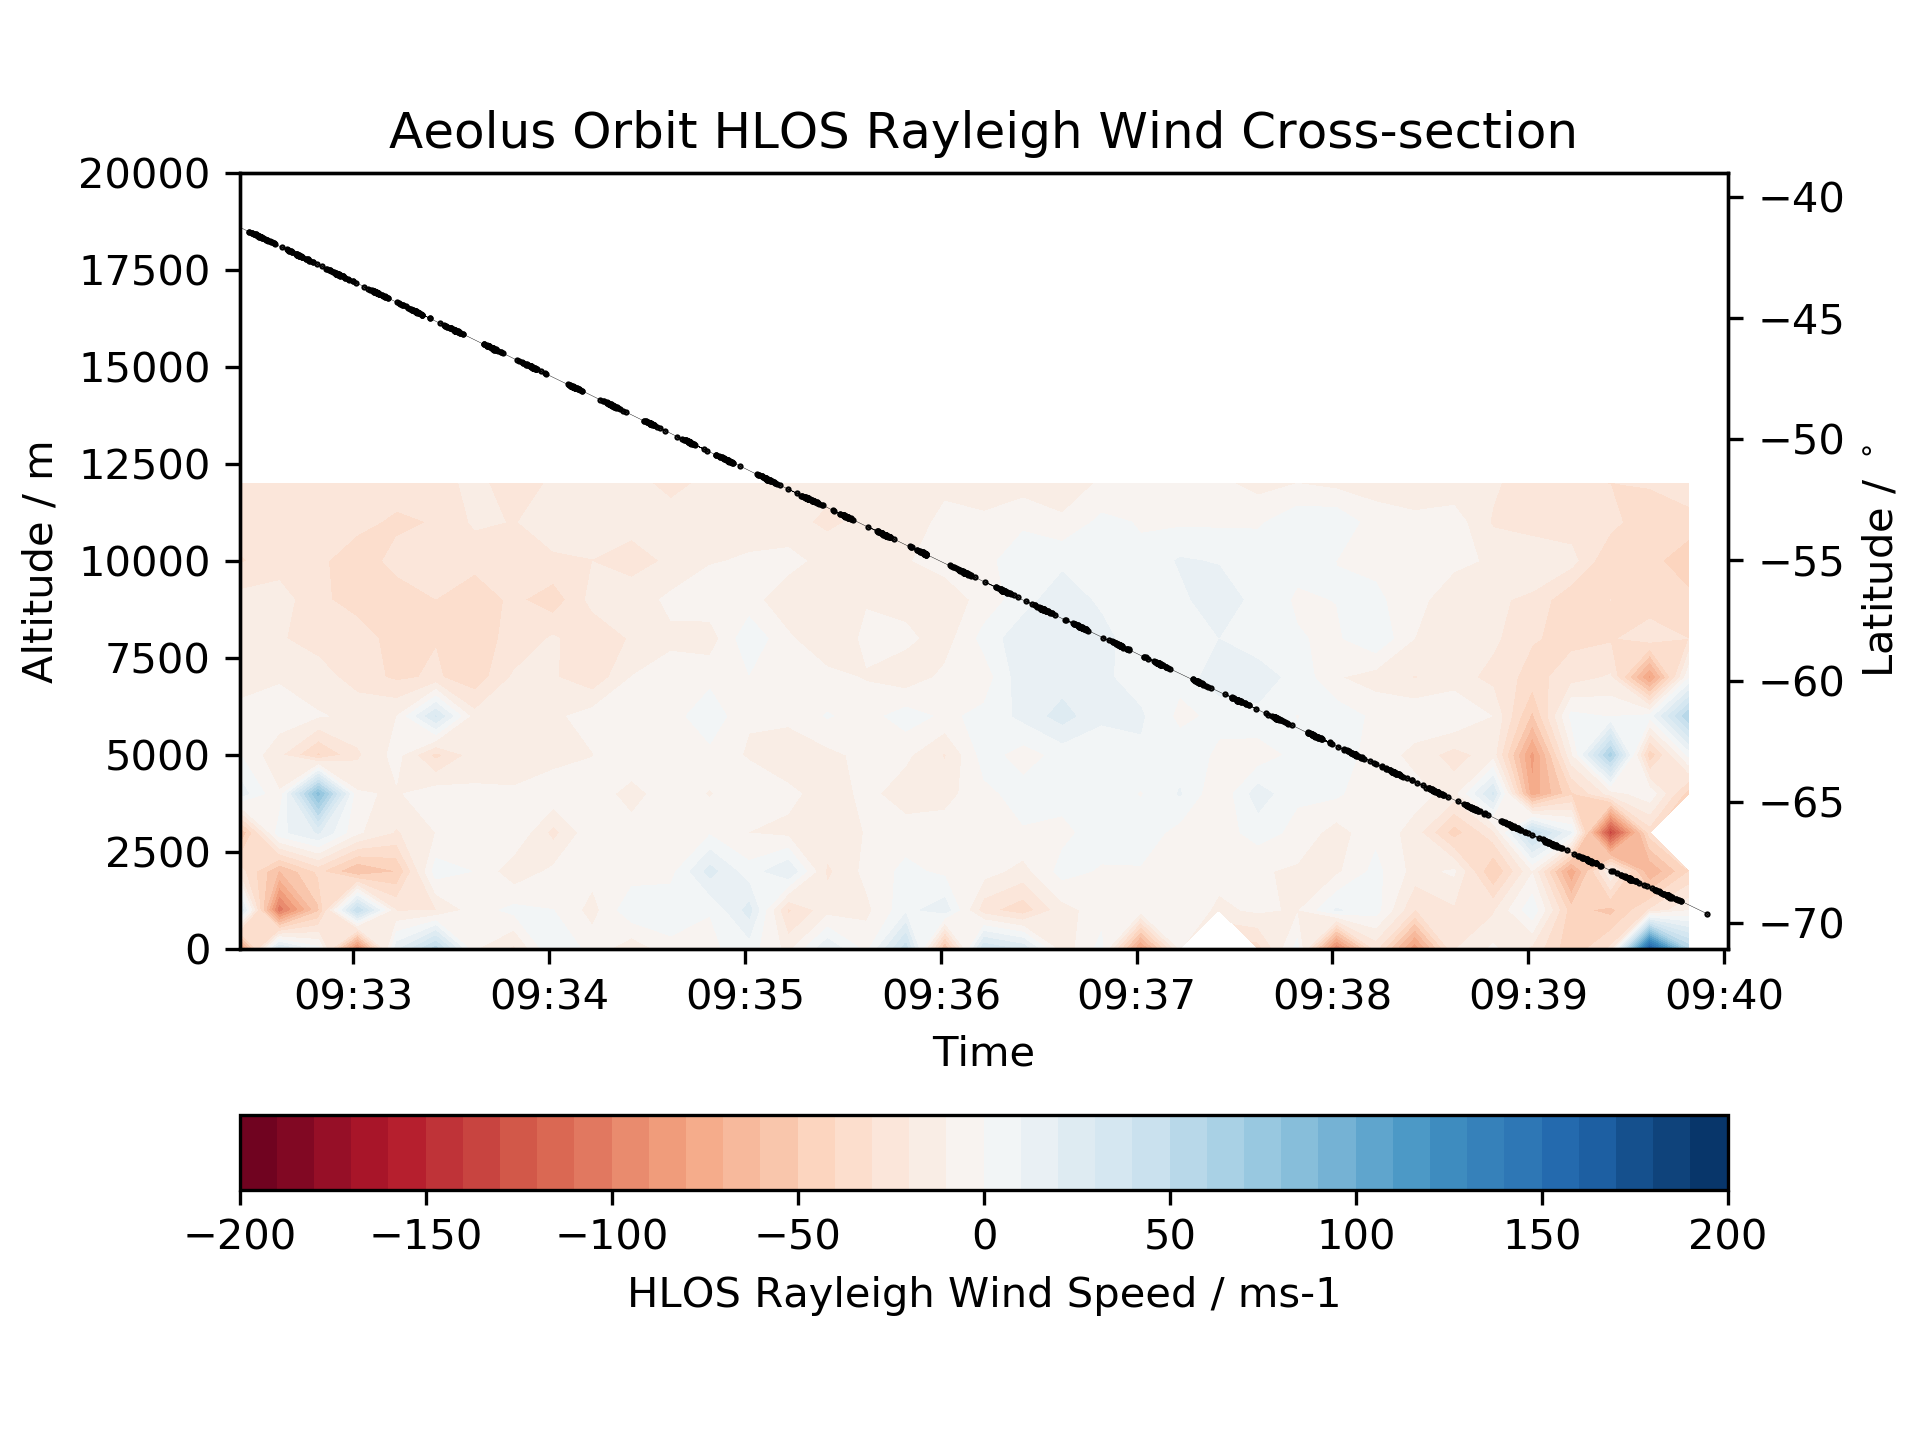 Aeolus Orbit HLOS Rayleigh Wind Cross-section
20000
17500
15000
12500
10000
7500
5000
2500
0
Altitude / m
−40
−45
−50
−55
−60
−65
−70
Latitude / °
09:33 09:34 09:35 09:36 09:37 09:38 09:39 09:40
Time
−200 −150 −100 −50 0 50 100 150 200
HLOS Rayleigh Wind Speed / ms-1